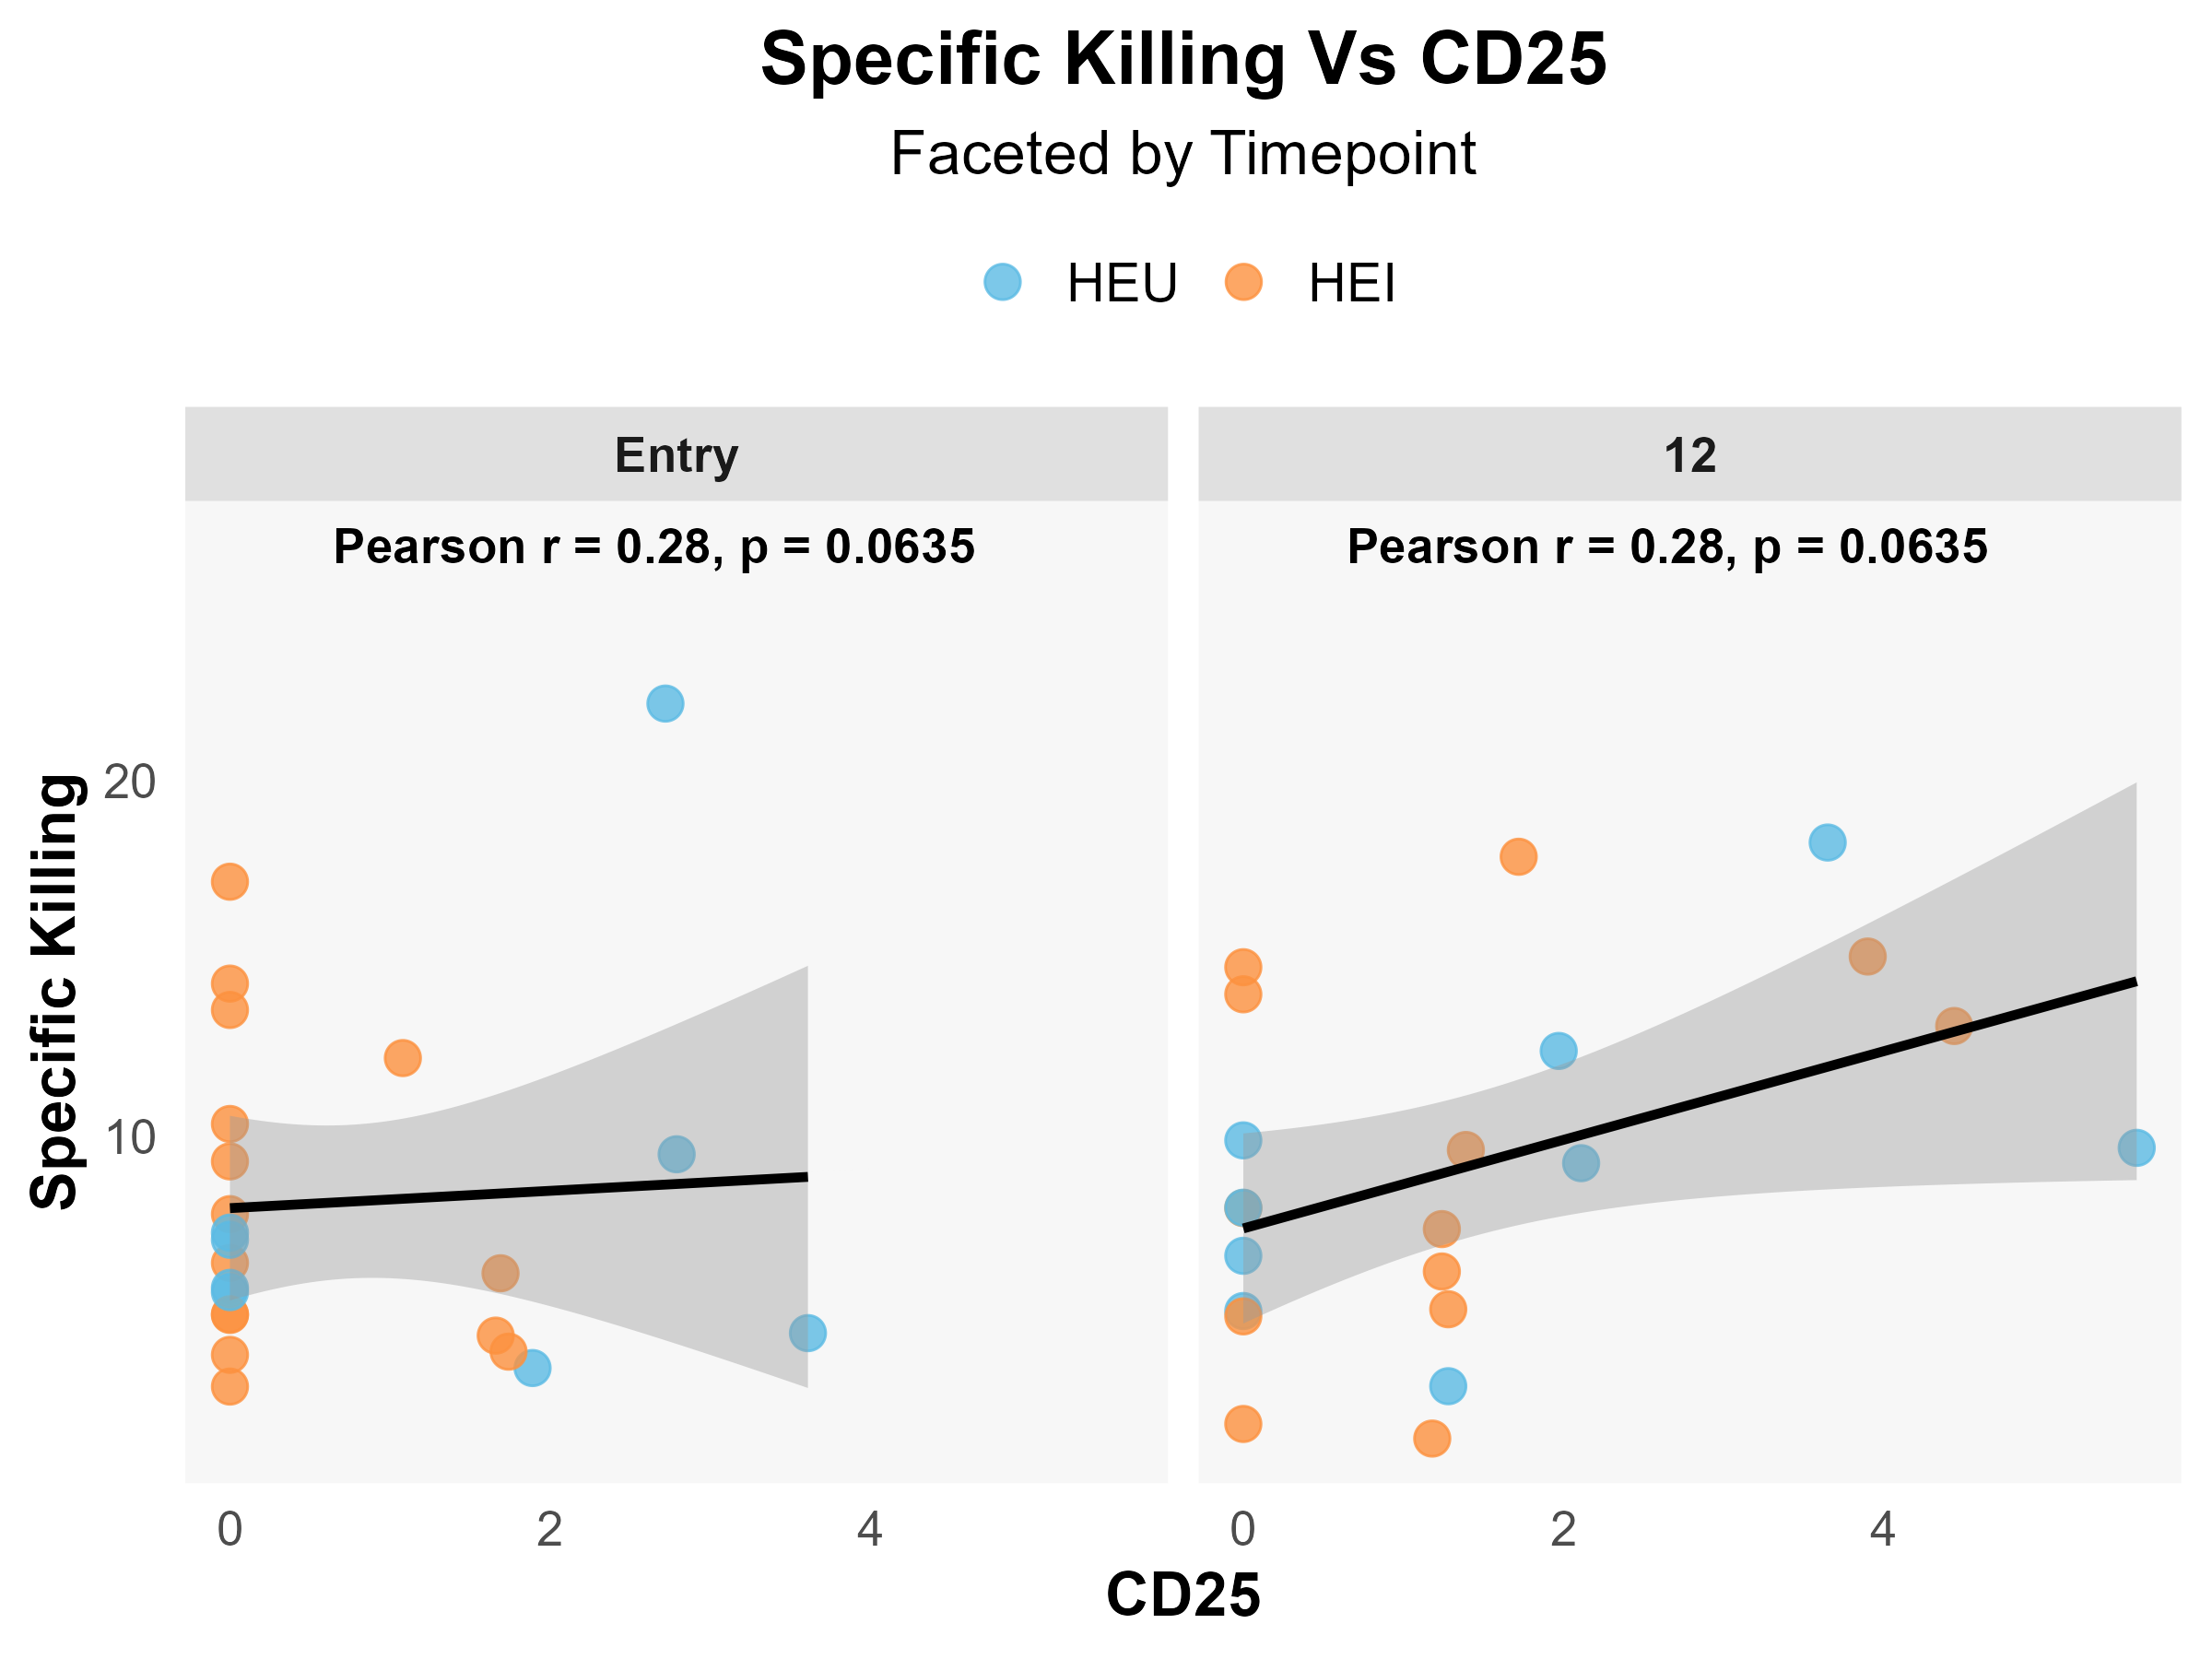 Specific Killing Vs CD25
Faceted by Timepoint
HEU HEI
Entry
12
Pearson r = 0.28, p = 0.0635
Pearson r = 0.28, p = 0.0635
Specific Killing
20
10
0 2 4
0 2 4
CD25